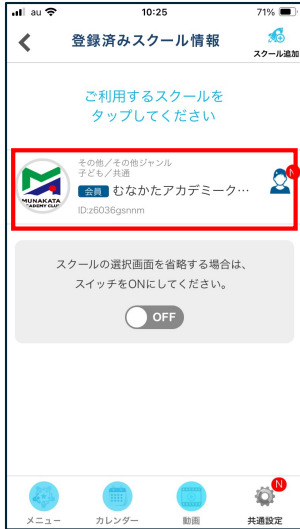 au 10:25 71%
登録済みスクール情報
スクール追加
ご利用するスクールを
タップしてください
その他／その他ジャンル
子ども／共通
会員 むなかたアカデミーク…
N
MUNAKATA
ACADEMY CLUB
ID:z6036gsnnm
スクールの選択画面を省略する場合は、
スイッチをONにしてください。
OFF
N
メニュー カレンダー 動画 共通設定